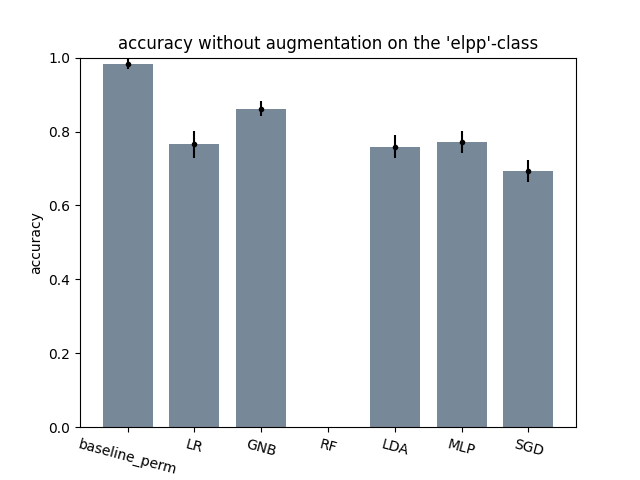 accuracy without augmentation on the 'elpp'-class
1.0
0.8
0.6
0.4
0.2
0.0
accuracy
baseline_perm
LR
GNB
RF
LDA
MLP
SGD